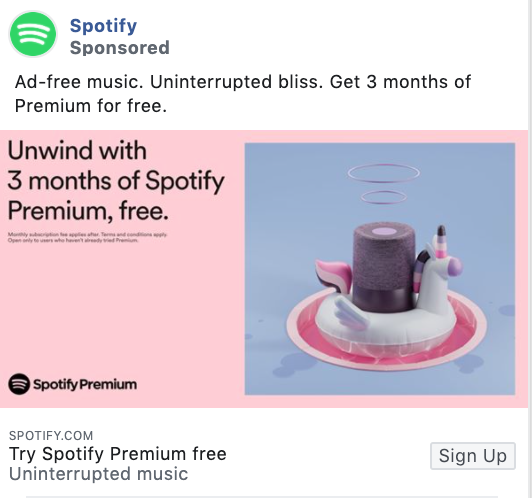 Spotify
Sponsored
Ad-free music. Uninterrupted bliss. Get 3 months of
Premium for free.
Unwind with
3 months of Spotify
Premium, free.
Monthly subscription fee applies after. Terms and conditions apply.
Open only to users who haven't already tried Premium.
Spotify Premium
SPOTIFY.COM
Try Spotify Premium free
Sign Up
Uninterrupted music